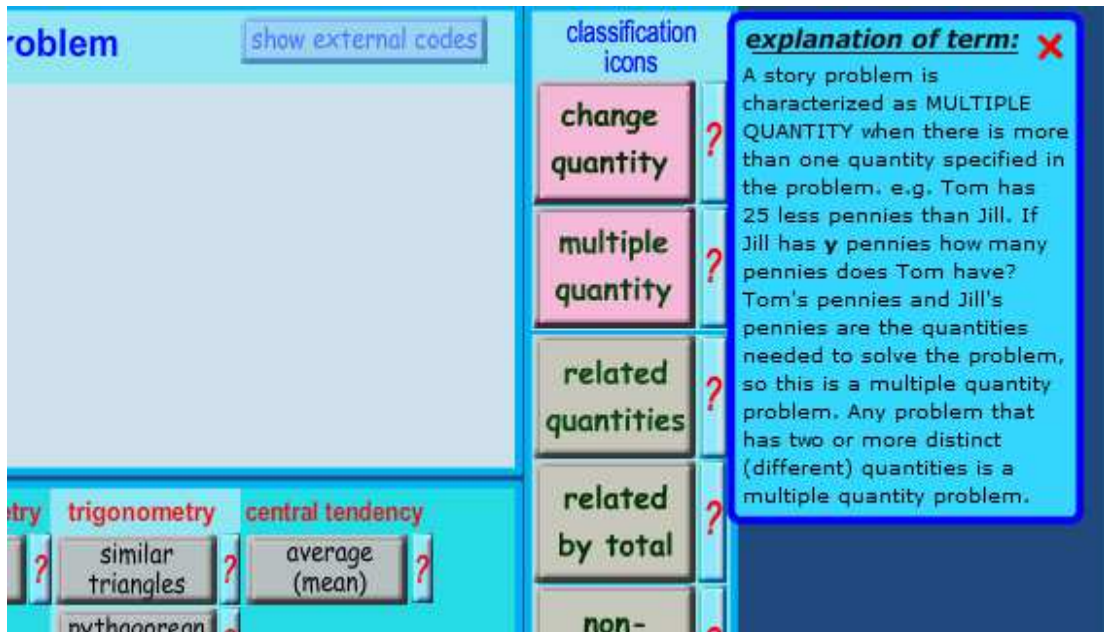 roblem
show external codes
classification
icons
change
quantity
?
multiple
quantity
?
related
quantities
?
related
by total
?
non-
explanation of term:
A story problem is
characterized as MULTIPLE
QUANTITY when there is more
than one quantity specified in
the problem. e.g. Tom has
25 less pennies than Jill. If
Jill has y pennies how many
pennies does Tom have?
Tom's pennies and Jill's
pennies are the quantities
needed to solve the problem,
so this is a multiple quantity
problem. Any problem that
has two or more distinct
(different) quantities is a
multiple quantity problem.
etry trigonometry central tendency
?
similar
triangles
?
average
(mean)
?
pythagorean